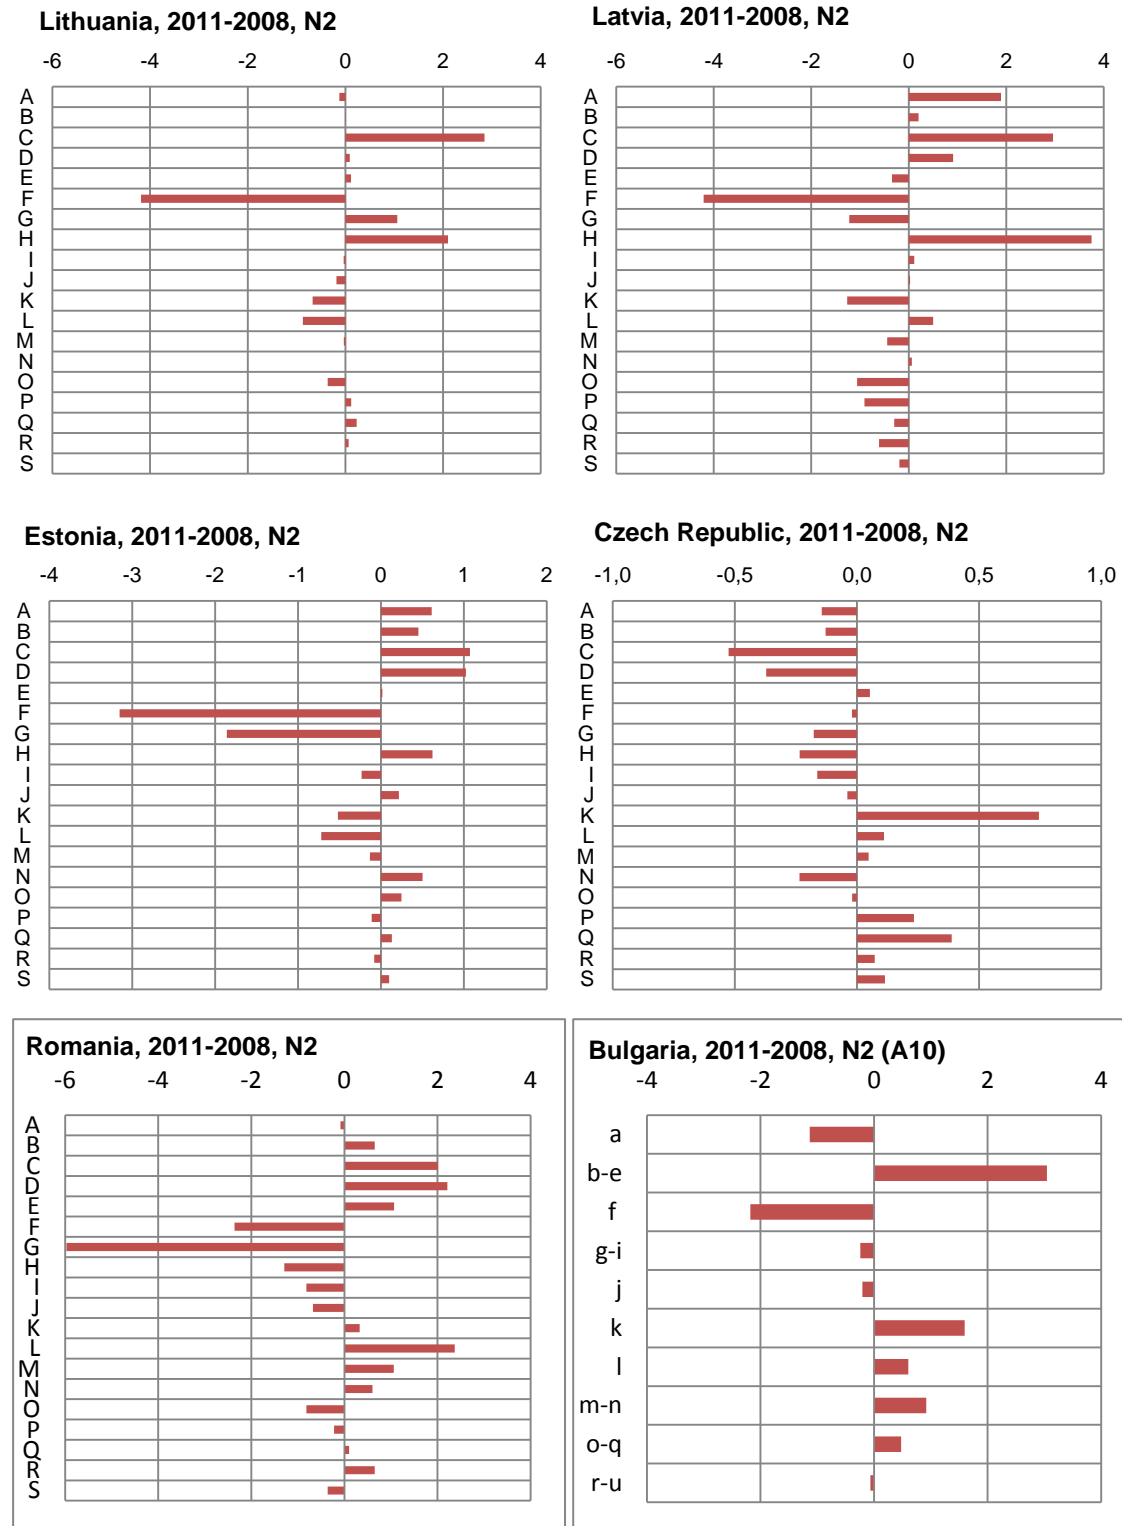 Lithuania, 2011-2008, N2
-6 -4 -2 0 2 4
A
B
C
D
E
F
G
H
I
J
K
L
M
N
O
P
Q
R
S
Latvia, 2011-2008, N2
-6 -4 -2 0 2 4
A
B
C
D
E
F
G
H
I
J
K
L
M
N
O
P
Q
R
S
Estonia, 2011-2008, N2
-4 -3 -2 -1 0 1 2
A
B
C
D
E
F
G
H
I
J
K
L
M
N
O
P
Q
R
S
Czech Republic, 2011-2008, N2
-1,0 -0,5 0,0 0,5 1,0
A
B
C
D
E
F
G
H
I
J
K
L
M
N
O
P
Q
R
S
Romania, 2011-2008, N2
-6 -4 -2 0 2 4
A
B
C
D
E
F
G
H
I
J
K
L
M
N
O
P
Q
R
S
Bulgaria, 2011-2008, N2 (A10)
-4 -2 0 2 4
a
b-e
f
g-i
j
k
l
m-n
o-q
r-u